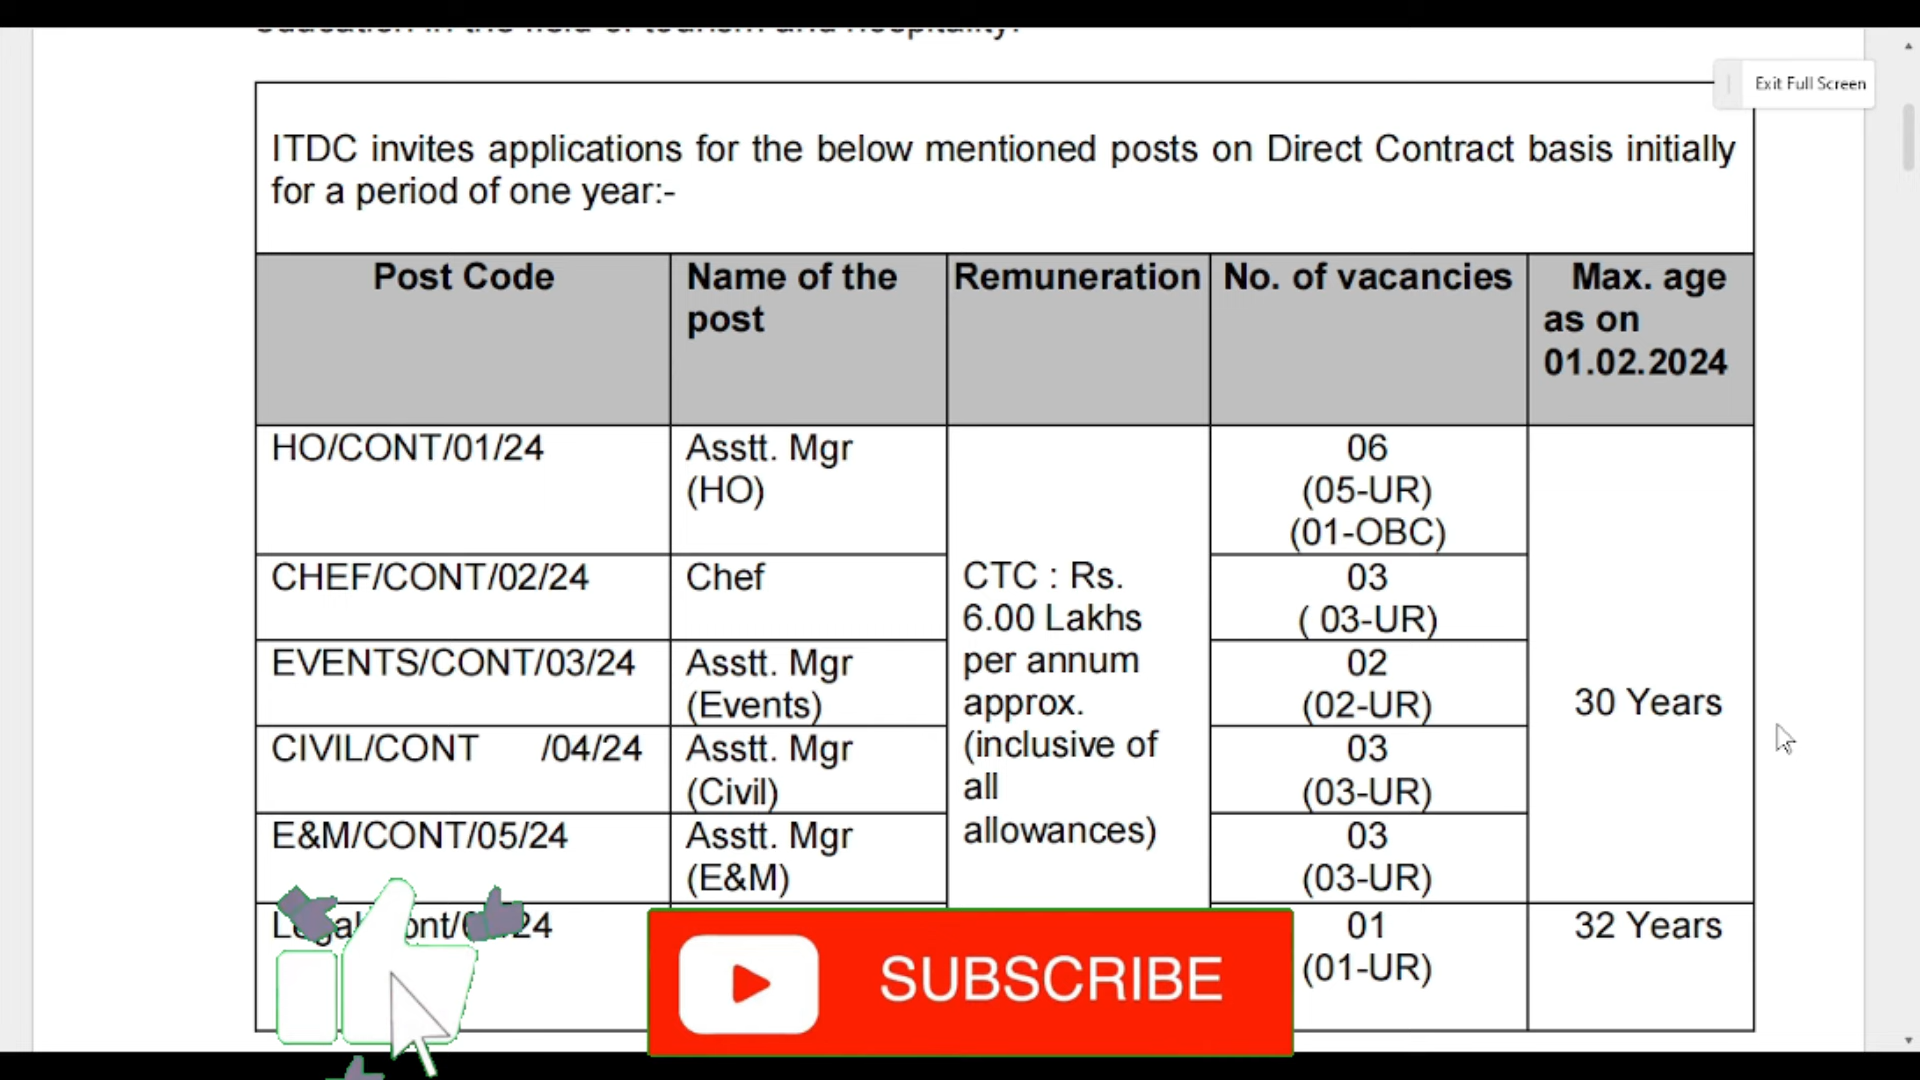 Exit Full Screen
ITDC invites applications for the below mentioned posts on Direct Contract basis initially
for a period of one year:-
Post Code
Name of the
post
Remuneration
No. of vacancies
Max. age
as on
01.02.2024
HO/CONT/01/24
Asstt. Mgr
(HO)
06
(05-UR)
(01-OBC)
CHEF/CONT/02/24
Chef
03
( 03-UR)
EVENTS/CONT/03/24
Asstt. Mgr
(Events)
02
(02-UR)
CIVIL/CONT /04/24
Asstt. Mgr
(Civil)
03
(03-UR)
E&M/CONT/05/24
Asstt. Mgr
(E&M)
03
(03-UR)
CTC : Rs.
6.00 Lakhs
per annum
approx.
(inclusive of
all
allowances)
30 Years
24
01
(01-UR)
32 Years
SUBSCRIBE